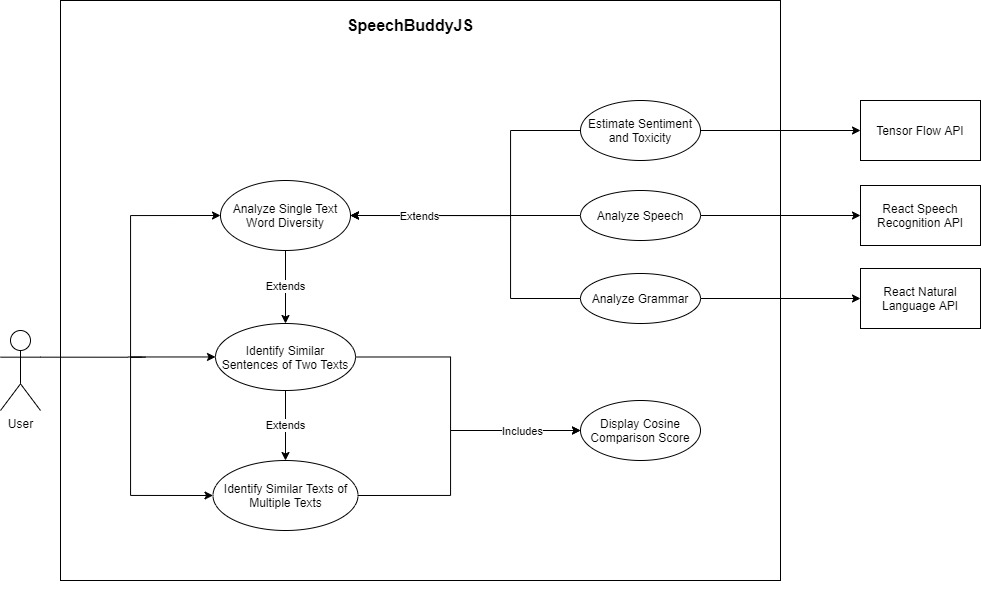 SpeechBuddyJS
Estimate Sentiment
and Toxicity
Tensor Flow API
Analyze Single Text
Word Diversity
Extends
Analyze Speech
React Speech
Recognition API
Extends
Analyze Grammar
React Natural
Language API
Identify Similar
Sentences of Two Texts
User
Extends
Includes
Display Cosine
Comparison Score
Identify Similar Texts of
Multiple Texts